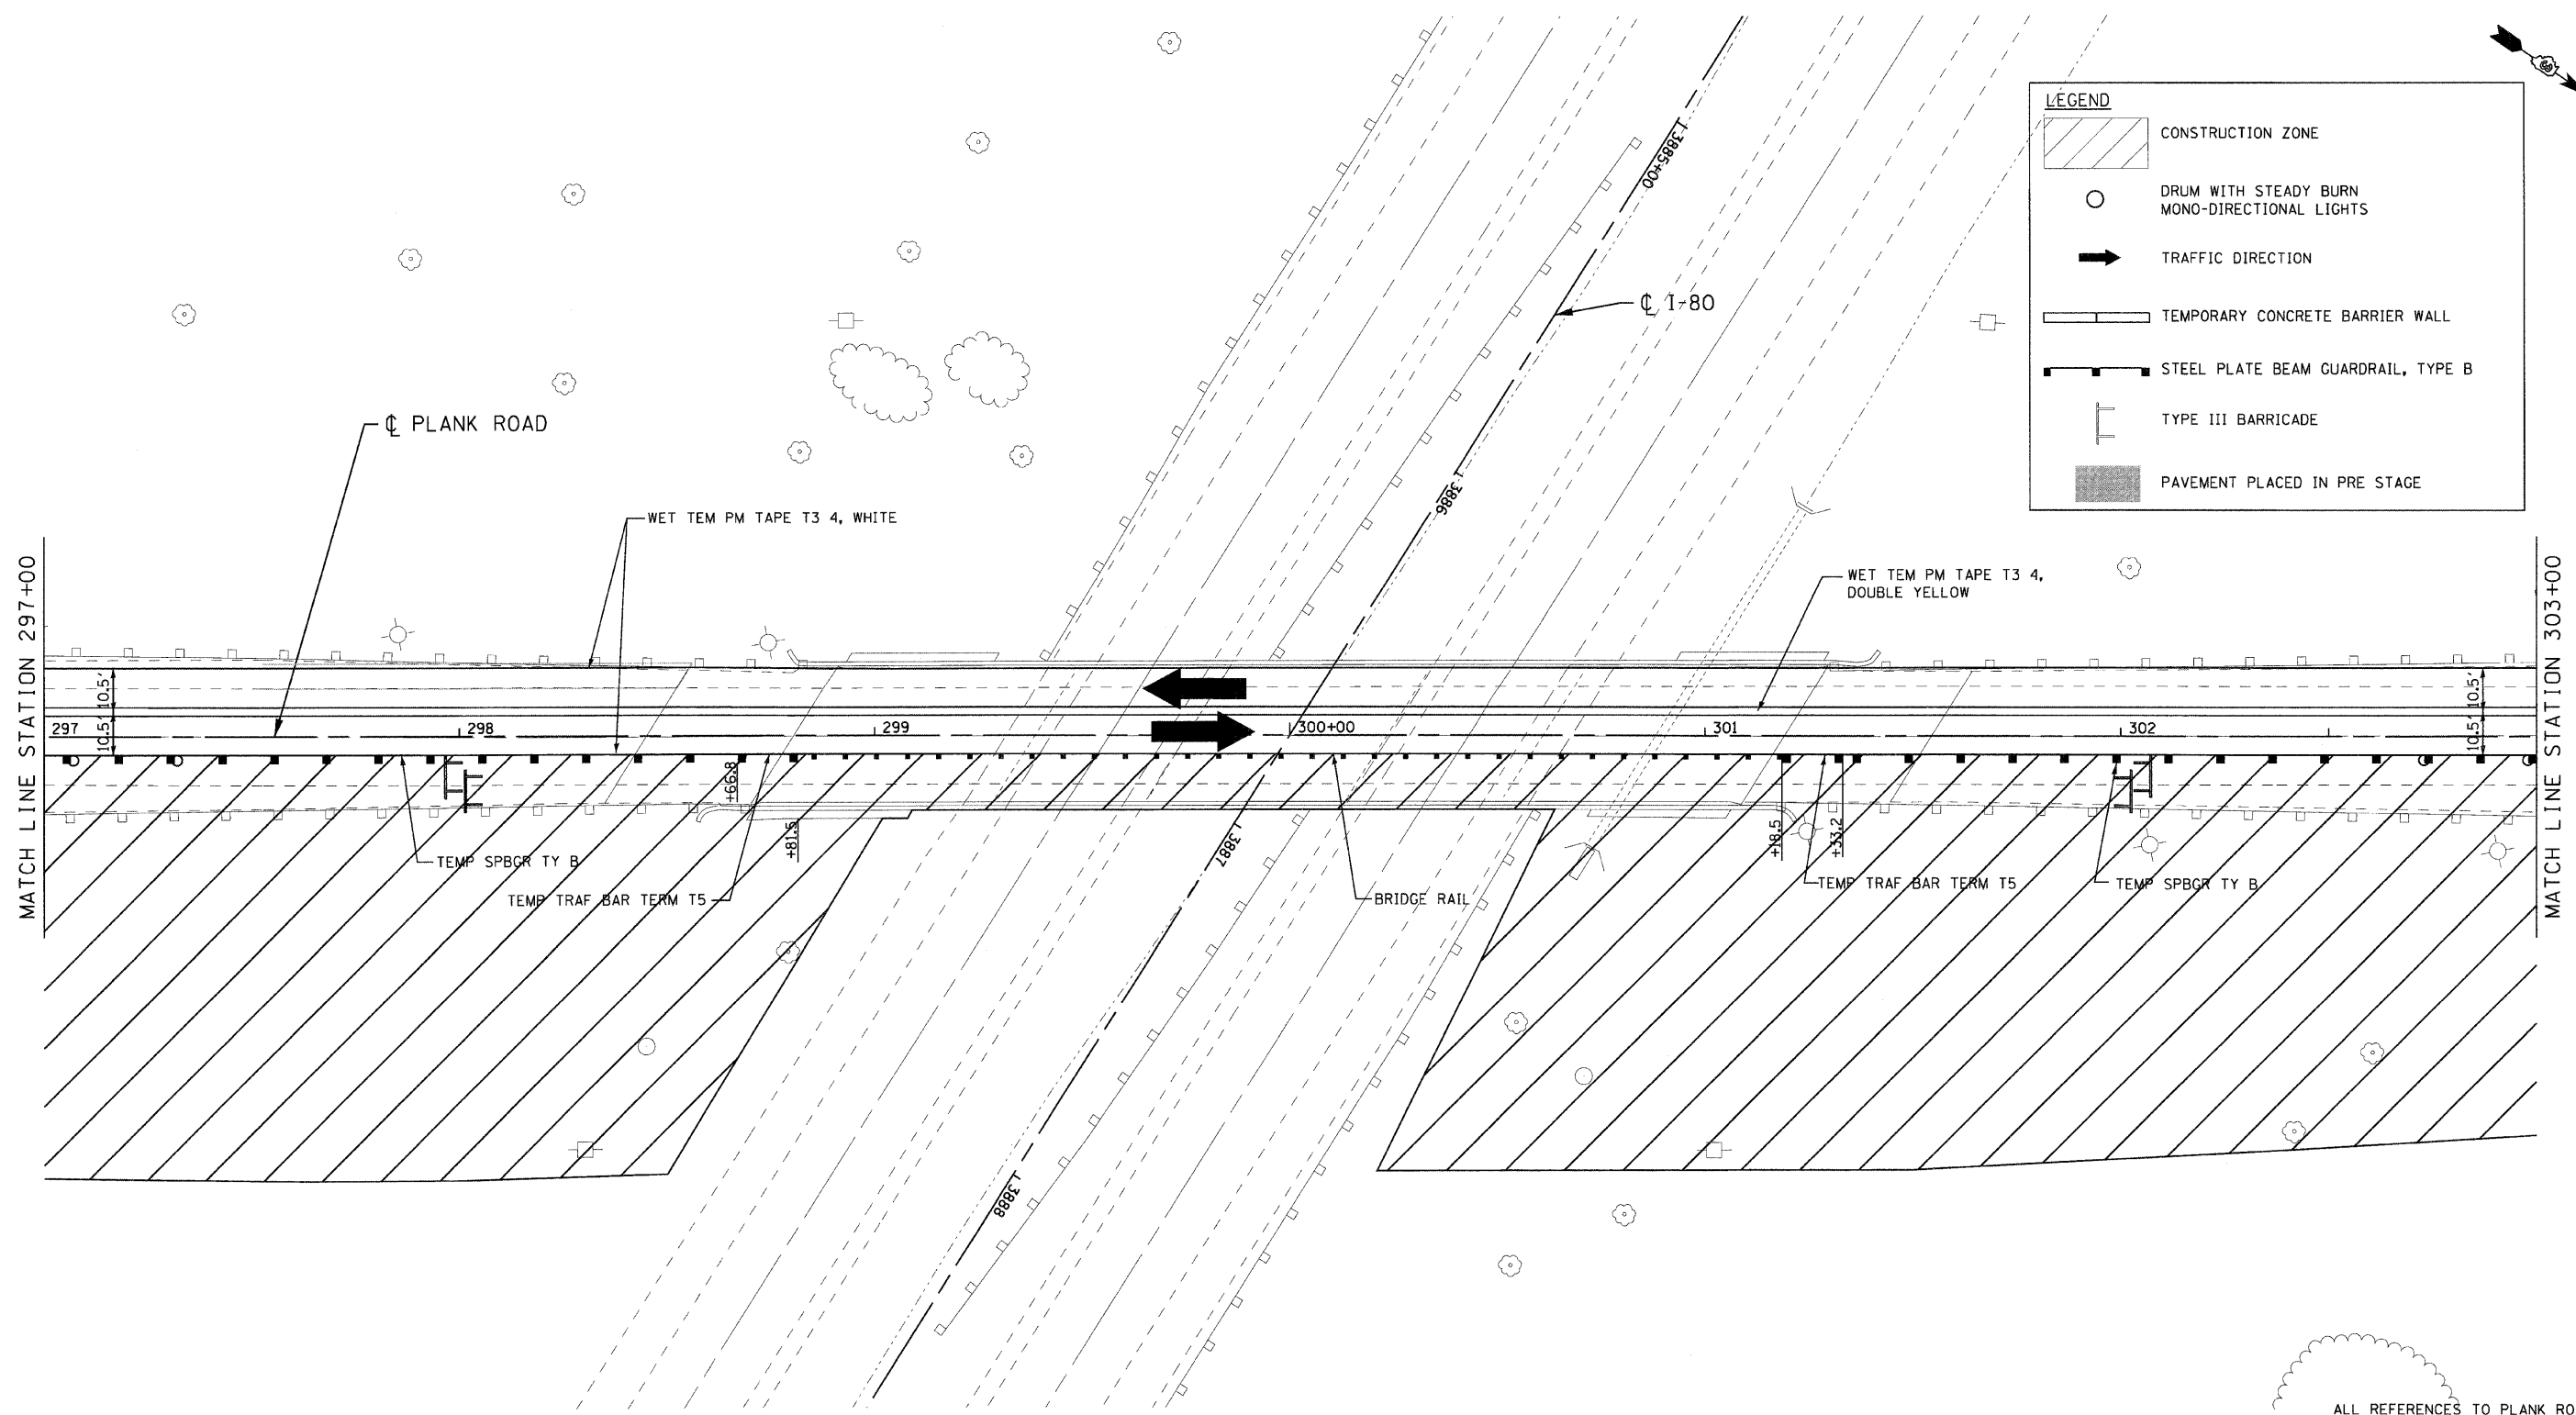 LEGEND
CONSTRUCTION ZONE
DRUM WITH STEADY BURN
MONO-DIRECTIONAL LIGHTS
TRAFFIC DIRECTION
TEMPORARY CONCRETE BARRIER WALL
STEEL PLATE BEAM GUARDRAIL, TYPE B
TYPE III BARRICADE
PAVEMENT PLACED IN PRE STAGE
3885+00
℄ I-80
℄ PLANK ROAD
3886
WET TEM PM TAPE T3 4, WHITE
WET TEM PM TAPE T3 4,
DOUBLE YELLOW
MATCH LINE STATION 297+00
MATCH LINE STATION 303+00
10.5'
10.5'
10.5'
10.5'
297
298
299
300+00
301
302
+66.8
+81.5
+18.5
+33.2
3887
TEMP SPBGR TY B
TEMP TRAF BAR TERM T5
BRIDGE RAIL
TEMP TRAF BAR TERM T5
TEMP SPBGR TY B
3888
ALL REFERENCES TO PLANK RO